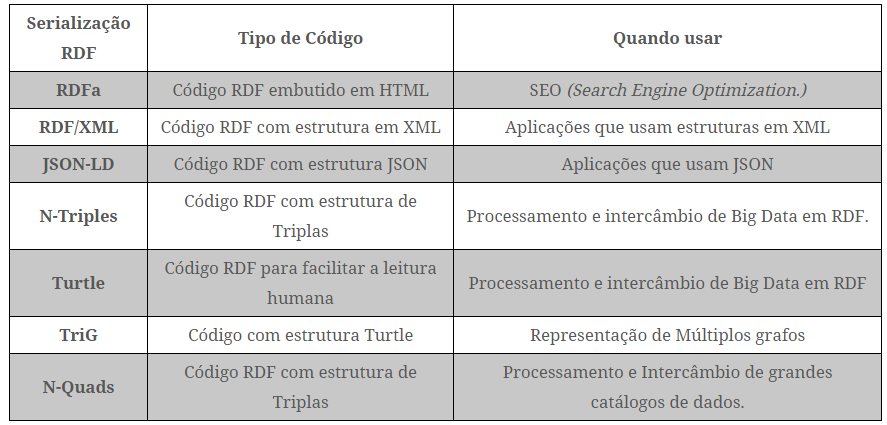 Serialização
RDF
Tipo de Código
Quando usar
RDFa
Código RDF embutido em HTML
SEO (Search Engine Optimization.)
RDF/XML
Código RDF com estrutura em XML
Aplicações que usam estruturas em XML
JSON-LD
Código RDF com estrutura JSON
Aplicações que usam JSON
N-Triples
Código RDF com estrutura de
Triplas
Processamento e intercâmbio de Big Data em RDF.
Turtle
Código RDF para facilitar a leitura
humana
Processamento e intercâmbio de Big Data em RDF
TriG
Código com estrutura Turtle
Representação de Múltiplos grafos
N-Quads
Código RDF com estrutura de
Triplas
Processamento e Intercâmbio de grandes
catálogos de dados.